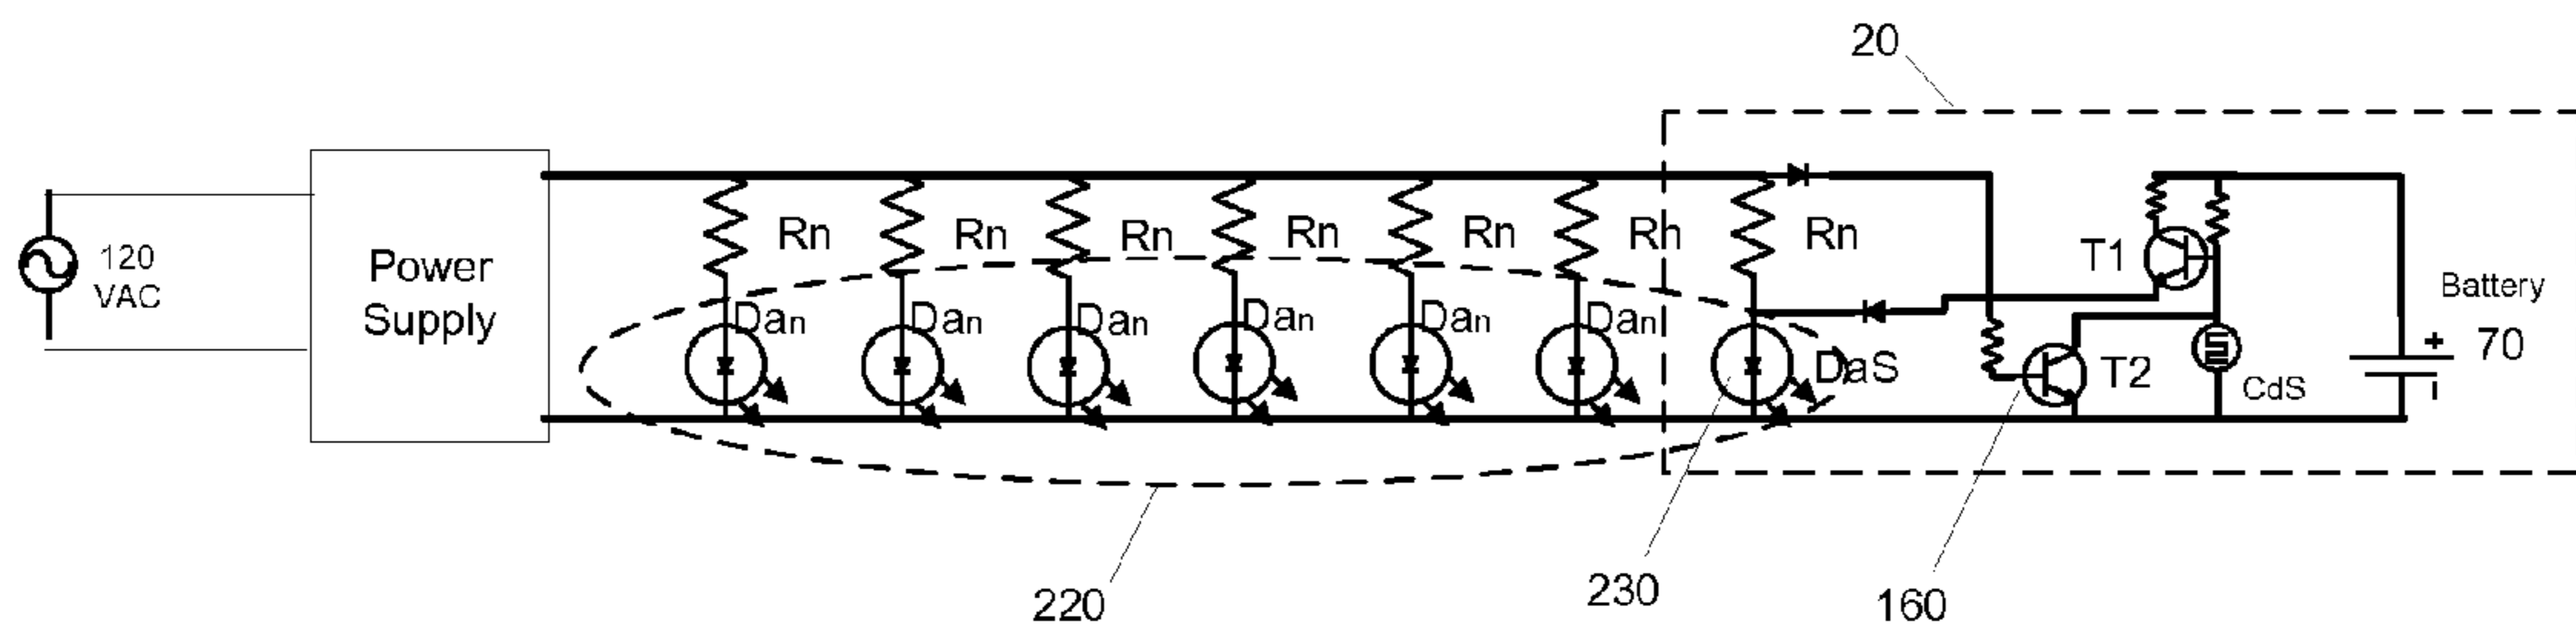 20
120
VAC
Power
Supply
Rn
Rn
Rn
Rn
Rn
Rn
Rn
T1
Battery
70
+
Dan
Dan
Dan
Dan
Dan
Dan
DaS
T2
CdS
220
230
160